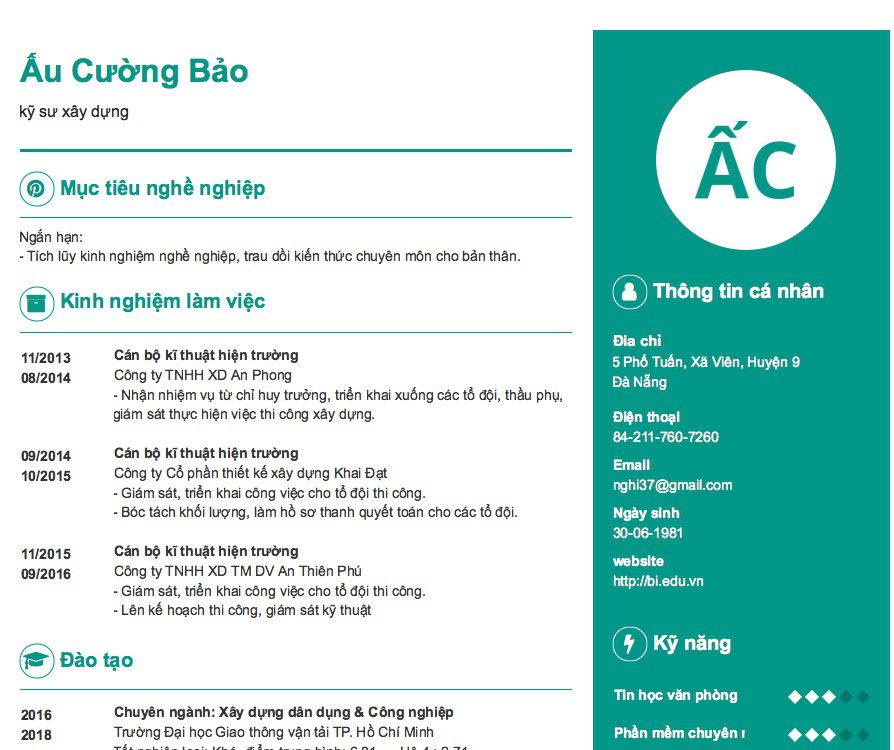 Ấu Cường Bảo
kỹ sư xây dựng
Mục tiêu nghề nghiệp
Ngắn hạn:
- Tích lũy kinh nghiệm nghề nghiệp, trau dồi kiến thức chuyên môn cho bản thân.
Kinh nghiệm làm việc
11/2013
08/2014
Cán bộ kĩ thuật hiện trường
Công ty TNHH XD An Phong
- Nhận nhiệm vụ từ chỉ huy trưởng, triển khai xuống các tổ đội, thầu phụ,
giám sát thực hiện việc thi công xây dựng.
09/2014
10/2015
Cán bộ kĩ thuật hiện trường
Công ty Cổ phần thiết kế xây dựng Khai Đạt
- Giám sát, triển khai công việc cho tổ đội thi công.
- Bóc tách khối lượng, làm hồ sơ thanh quyết toán cho các tổ đội.
11/2015
09/2016
Cán bộ kĩ thuật hiện trường
Công ty TNHH XD TM DV An Thiên Phú
- Giám sát, triển khai công việc cho tổ đội thi công.
- Lên kế hoạch thi công, giám sát kỹ thuật
Đào tạo
2016
2018
Chuyên ngành: Xây dựng dân dụng & Công nghiệp
Trường Đại học Giao thông vận tải TP. Hồ Chí Minh
ẤC
Thông tin cá nhân
Địa chỉ
5 Phố Tuấn, Xã Viên, Huyện 9
Đà Nẵng
Điện thoại
84-211-760-7260
Email
nghi37@gmail.com
Ngày sinh
30-06-1981
website
http://bi.edu.vn
Kỹ năng
Tin học văn phòng
Phần mềm chuyên